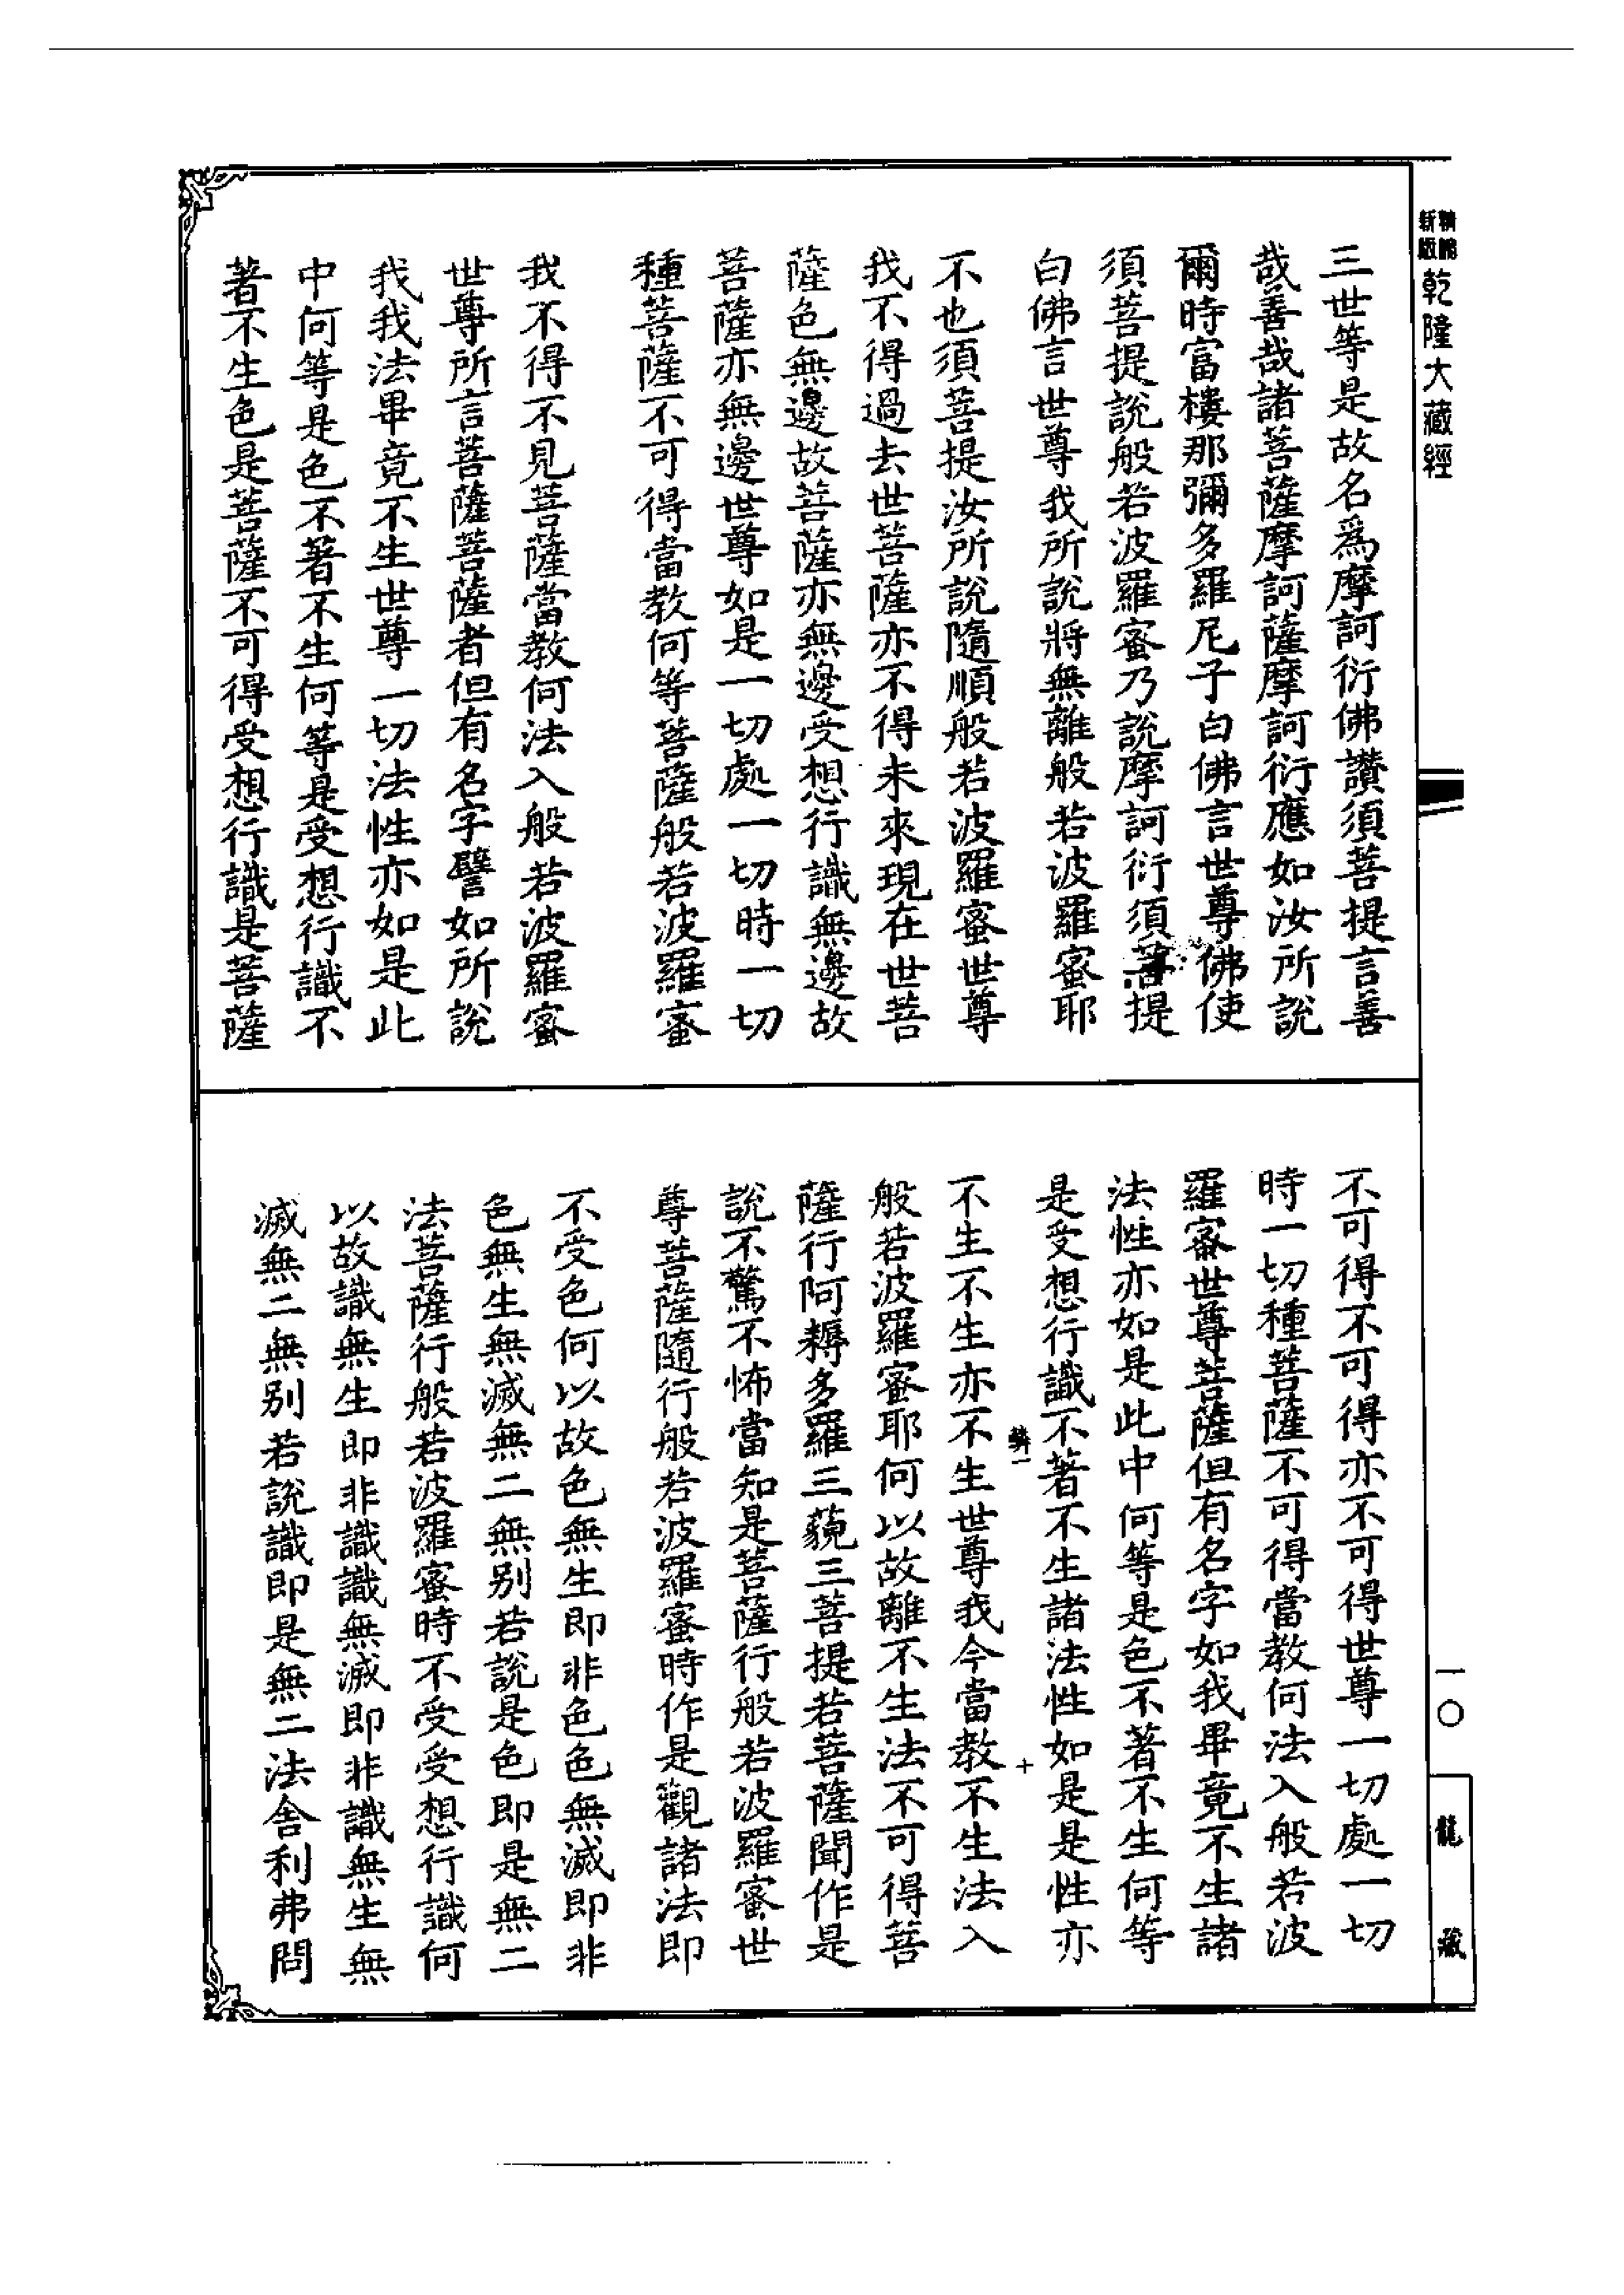 新編
縮版
乾隆大藏經
三世等是故名爲摩訶衍佛讚須菩提言善
哉善哉諸菩薩摩訶薩摩訶衍應如汝所說
爾時富樓那彌多羅尼子白佛言世尊佛使
須菩提說般若波羅蜜乃說摩訶衍須菩提
白佛言世尊我所說將無離般若波羅蜜耶
不也須菩提汝所說隨順般若波羅蜜世尊
我不得過去世菩薩亦不得未來現在世菩
薩色無邊故菩薩亦無邊受想行識無邊故
菩薩亦無邊世尊如是一切處一切時一切
種菩薩不可得當教何等菩薩般若波羅蜜
我不得不見菩薩當教何法入般若波羅蜜
世尊所言菩薩菩薩者但有名字譬如所說
我我法畢竟不生世尊一切法性亦如是此
中何等是色不著不生何等是受想行識不
著不生色是菩薩不可得受想行識是菩薩
不可得不可得亦不可得世尊一切處一切
時一切種菩薩不可得當教何法入般若波
羅蜜世尊菩薩但有名字如我畢竟不生諸
法性亦如是此中何等是色不著不生何等
是受想行識不著不生諸法性如是是性亦
不生不生亦不生世尊我今當教不生法入
般若波羅蜜耶何以故離不生法不可得菩
薩行阿耨多羅三藐三菩提若菩薩聞作是
說不驚不怖當知是菩薩行般若波羅蜜世
尊菩薩隨行般若波羅蜜時作是觀諸法即
不受色何以故色無生即非色色無滅即非
色無生無滅無二無別若說是色即是無二
法菩薩行般若波羅蜜時不受受想行識何
以故識無生即非識識無滅即非識無生無
滅無二無別若說識即是無二法舍利弗問
十
一〇
龍藏